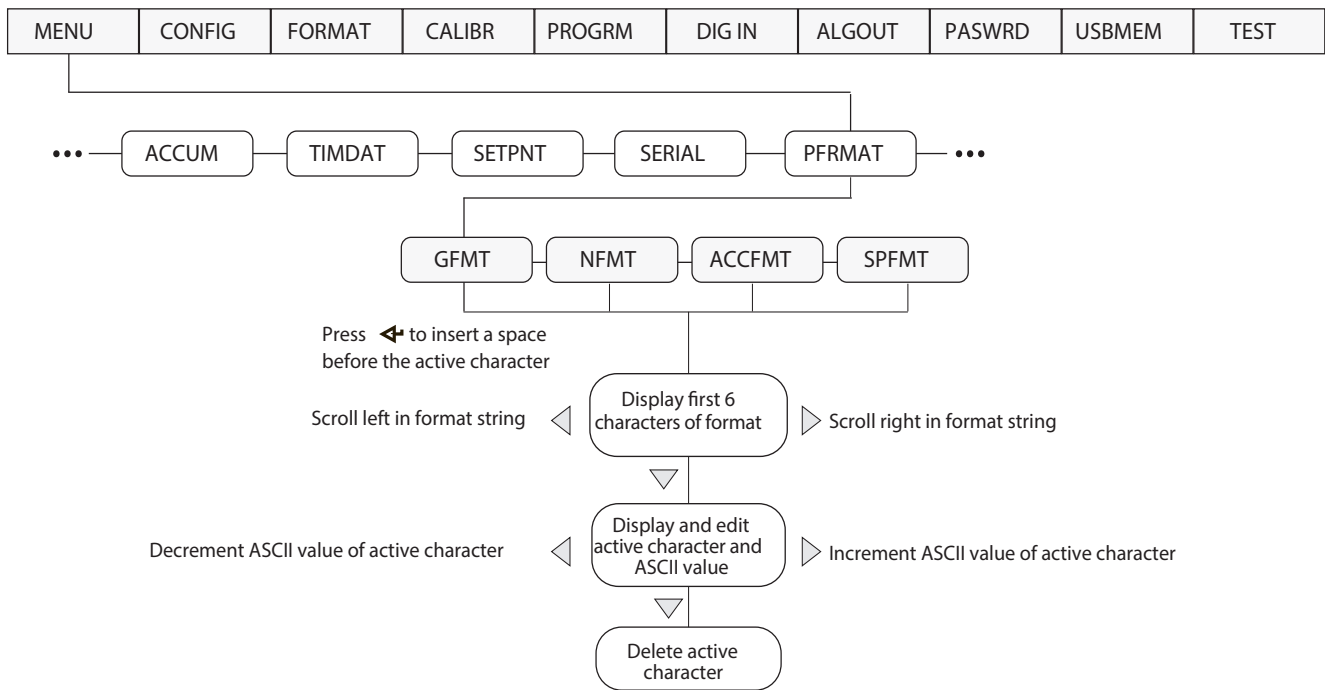 MENU CONFIG FORMAT CALIBR PROGRM DIG IN ALGOUT PASWRD USBMEM TEST
••• ACCUM TIMDAT SETPNT SERIAL PFRMAT •••
GFMT NFMT ACCFMT SPFMT
Press to insert a space
before the active character
Display first 6
characters of format
Scroll left in format string
Scroll right in format string
Display and edit
active character and
ASCII value
Decrement ASCII value of active character
Increment ASCII value of active character
Delete active
character